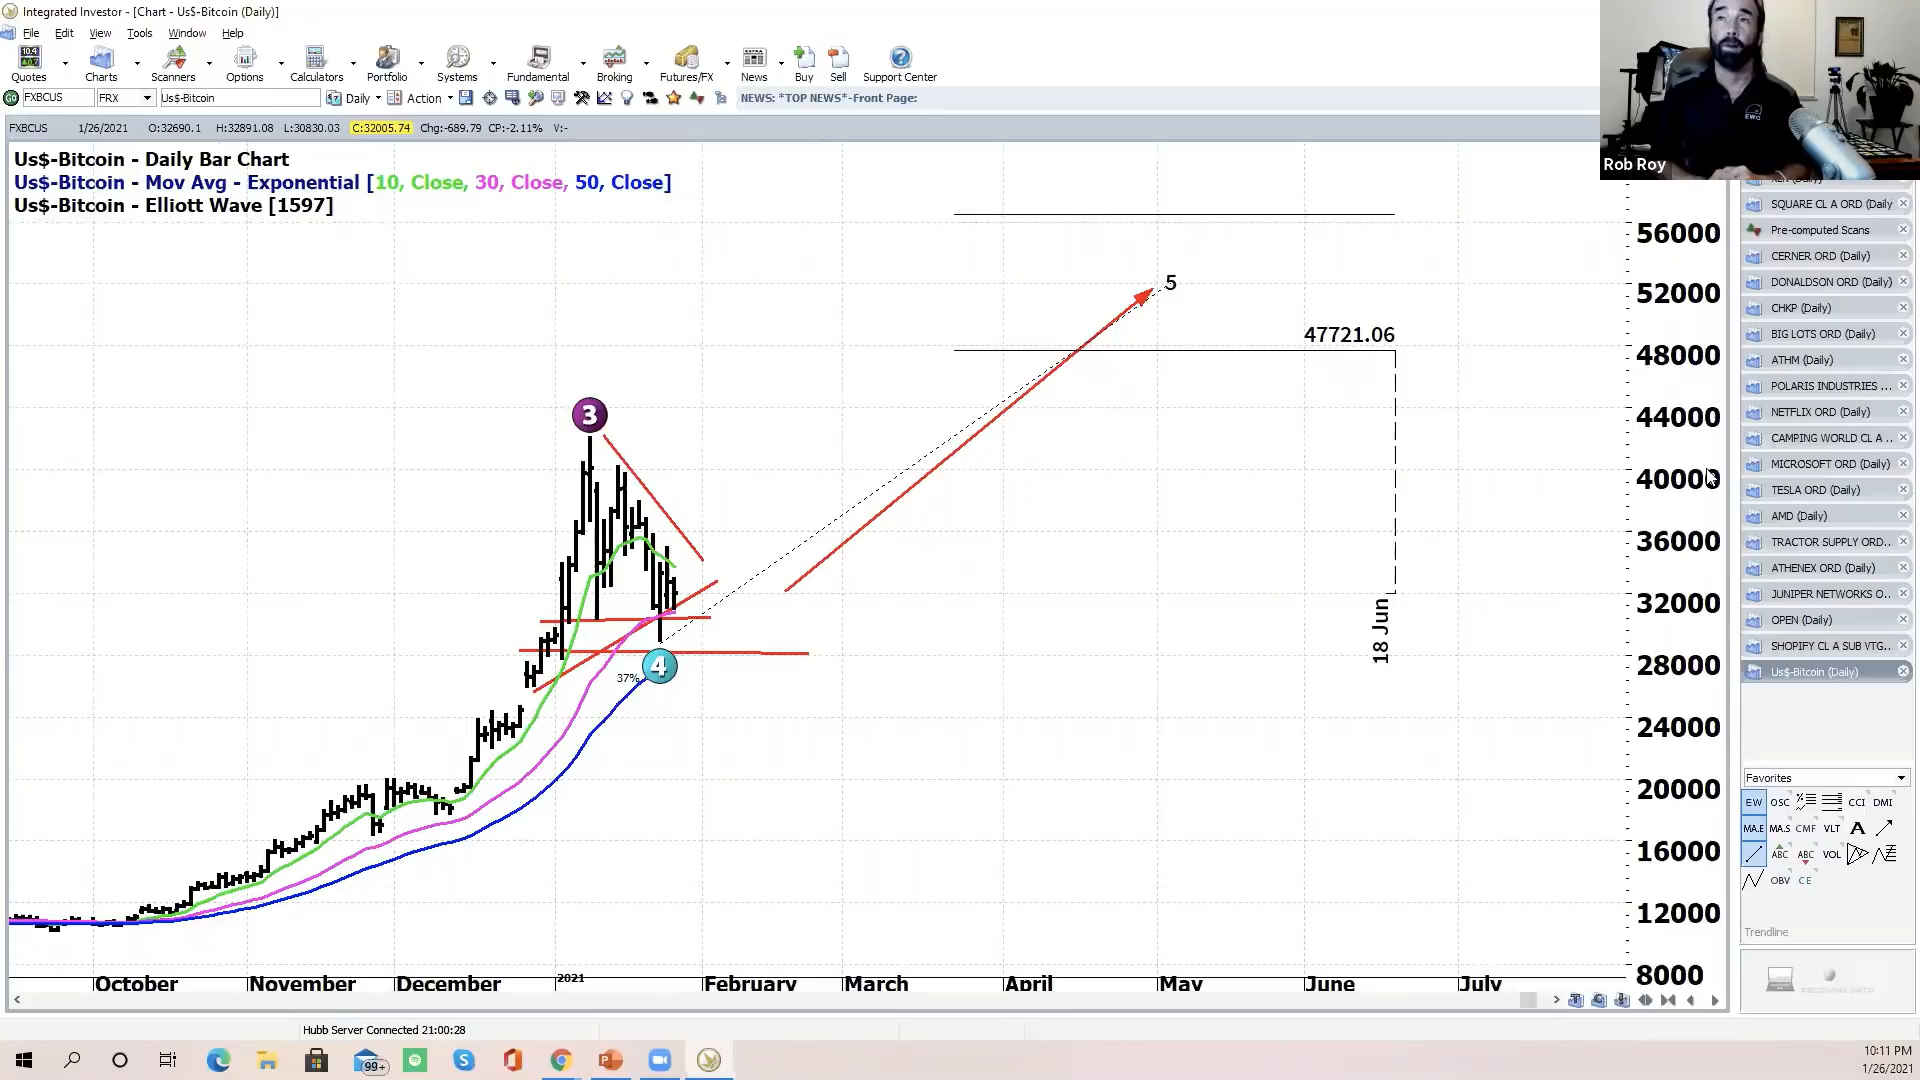 Integrated Investor - [Chart - Us$-Bitcoin (Daily)]
File Edit View Tools Window Help
Quotes Charts Scanners Options Calculators Portfolio Systems Fundamental Broking Futures/FX News Buy Sell Support Center
FXBCUS FRX Us$-Bitcoin Daily Action NEWS: *TOP NEWS*-Front Page:
FXBCUS 1/26/2021 O:32690.1 H:32891.08 L:30830.03 C:32005.74 Chg:-689.79 CP:-2.11% V:-
Us$-Bitcoin - Daily Bar Chart
Us$-Bitcoin - Mov Avg - Exponential [10, Close, 30, Close, 50, Close]
Us$-Bitcoin - Elliott Wave [1597]
EWO
Rob Roy
5
47721.06
3
4
37%
18 Jun
56000
52000
48000
44000
40000
36000
32000
28000
24000
20000
16000
12000
8000
October November December 2021 February March April May June July
SQUARE CL A ORD (Daily
Pre-computed Scans
CERNER ORD (Daily)
DONALDSON ORD (Daily)
CHKP (Daily)
BIG LOTS ORD (Daily)
ATHM (Daily)
POLARIS INDUSTRIES ...
NETFLIX ORD (Daily)
CAMPING WORLD CL A ..
MICROSOFT ORD (Daily)
TESLA ORD (Daily)
AMD (Daily)
TRACTOR SUPPLY ORD..
ATHENEX ORD (Daily)
JUNIPER NETWORKS O..
OPEN (Daily)
SHOPIFY CL A SUB VTG..
Us$-Bitcoin (Daily)
Favorites
EW OSC CCI DMI
MA.E MA.S CMF VLT A
ABC ABC VOL
OBV CE
Trendline
Hubb Server Connected 21:00:28
99+
10:11 PM
1/26/2021